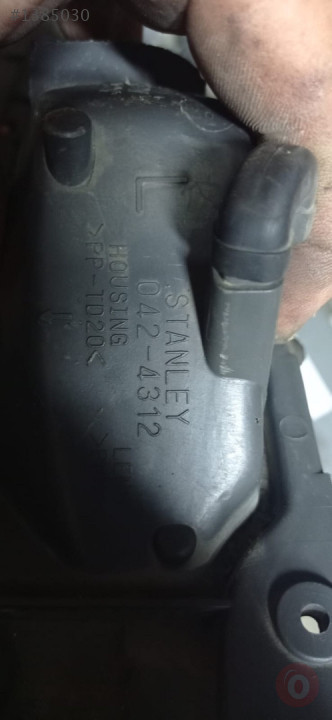 L
STANLEY
042-4312
HOUSING
>PP-TD20<